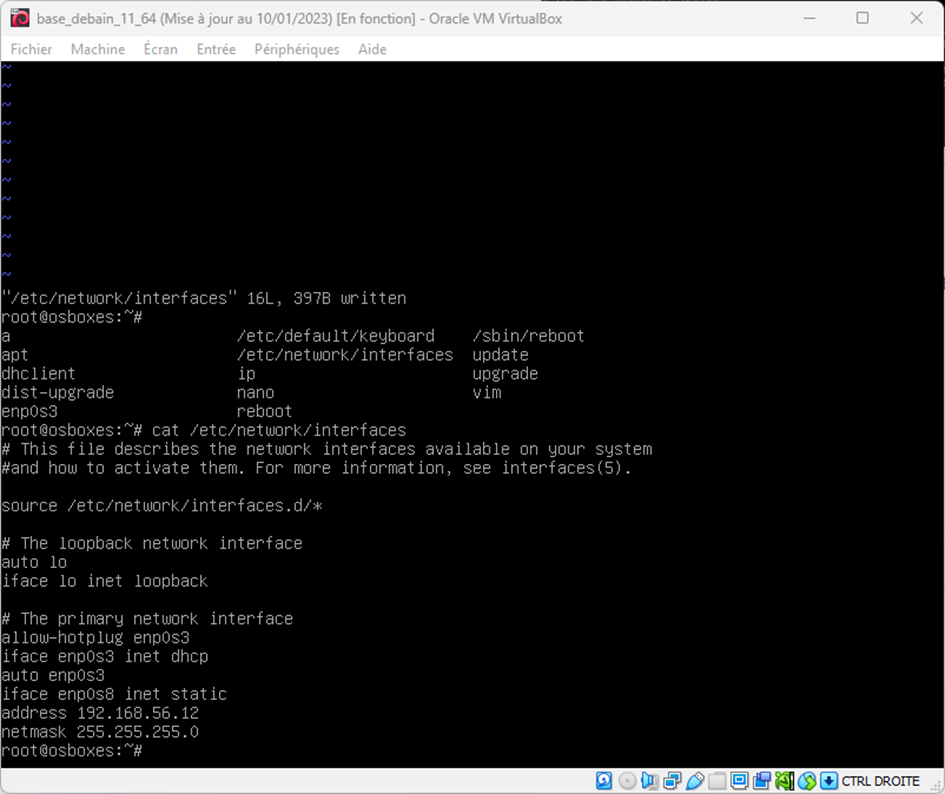 base_debain_11_64 (Mise à jour au 10/01/2023) [En fonction] - Oracle VM VirtualBox
Fichier Machine Écran Entrée Périphériques Aide
~
~
~
~
~
~
~
~
~
~
~
~
"/etc/network/interfaces" 16L, 397B written
root@osboxes:~#
a /etc/default/keyboard /sbin/reboot
apt /etc/network/interfaces update
dhclient ip upgrade
dist-upgrade nano vim
enp0s3 reboot
root@osboxes:~# cat /etc/network/interfaces
# This file describes the network interfaces available on your system
#and how to activate them. For more information, see interfaces(5).
source /etc/network/interfaces.d/*
# The loopback network interface
auto lo
iface lo inet loopback
# The primary network interface
allow-hotplug enp0s3
iface enp0s3 inet dhcp
auto enp0s3
iface enp0s8 inet static
address 192.168.56.12
netmask 255.255.255.0
root@osboxes:~#
CTRL DROITE